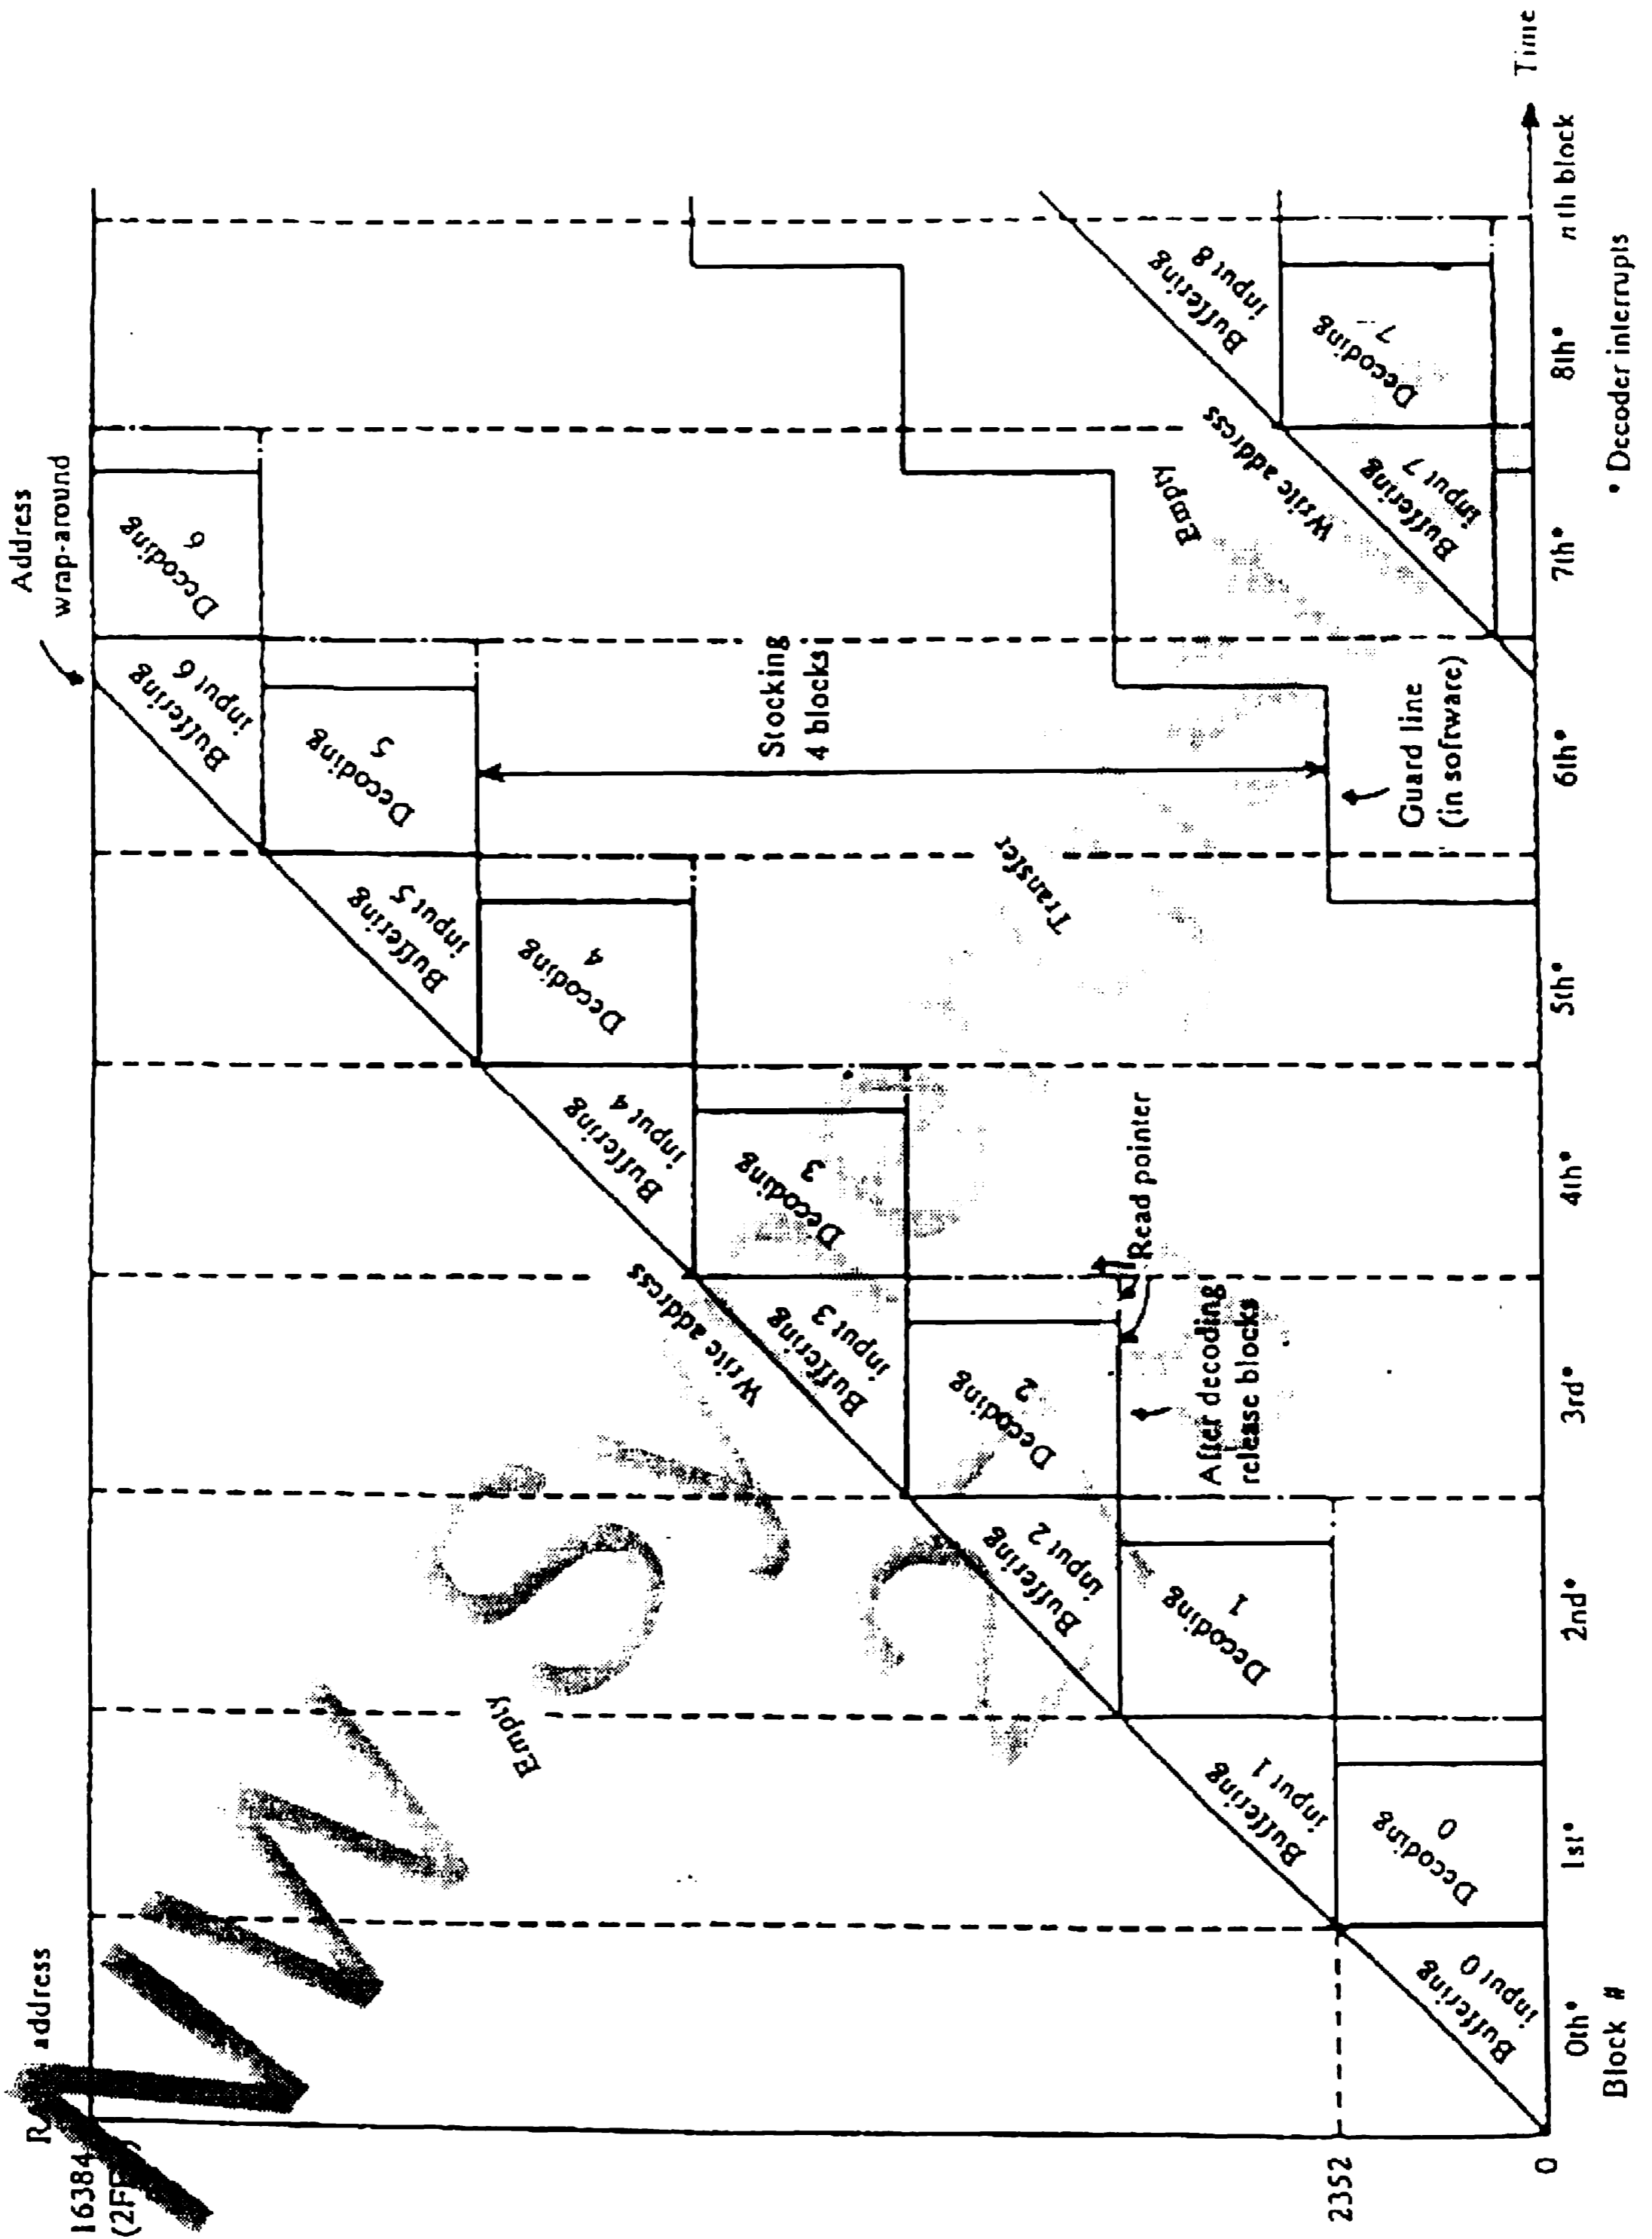 address
16384
(2F
2352
0
Address
wrap-around
Empty
Write address
Buffering
input 0
Decoding
0
Buffering
input 1
Decoding
1
Buffering
input 2
Decoding
2
Buffering
input 3
Decoding
3
Buffering
input 4
Decoding
4
Buffering
input 5
Decoding
5
Buffering
input 6
Decoding
6
After decoding
release blocks
Read pointer
Transfer
Stocking
4 blocks
Guard line
(in software)
Empty
Write address
Buffering
input 7
Decoding
7
Buffering
input 8
0th*
1st*
2nd*
3rd*
4th*
5th*
6th*
7th*
8th*
n th block
Time
Block #
* Decoder interrupts